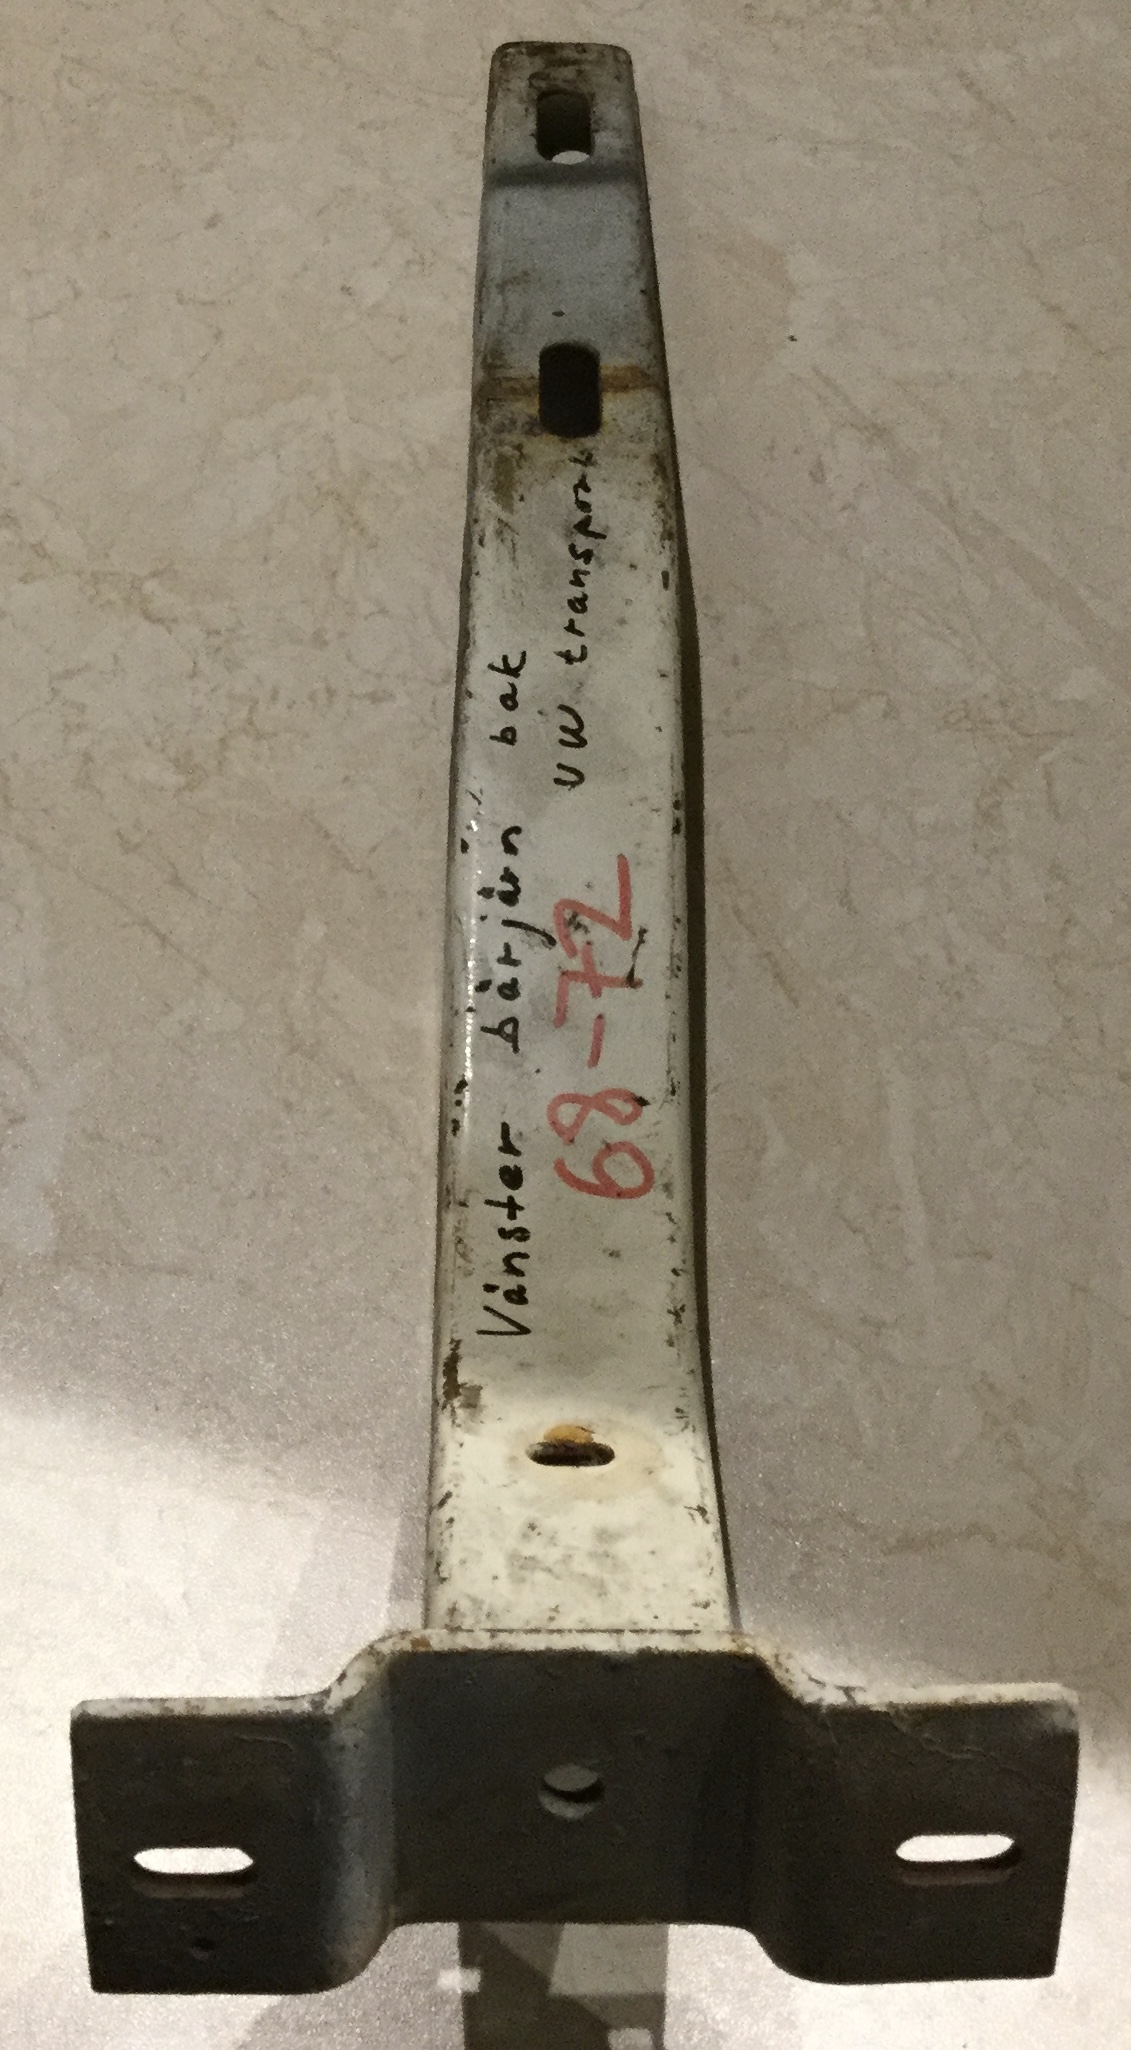 Vänster bärjärn bak
VW transport
68-72